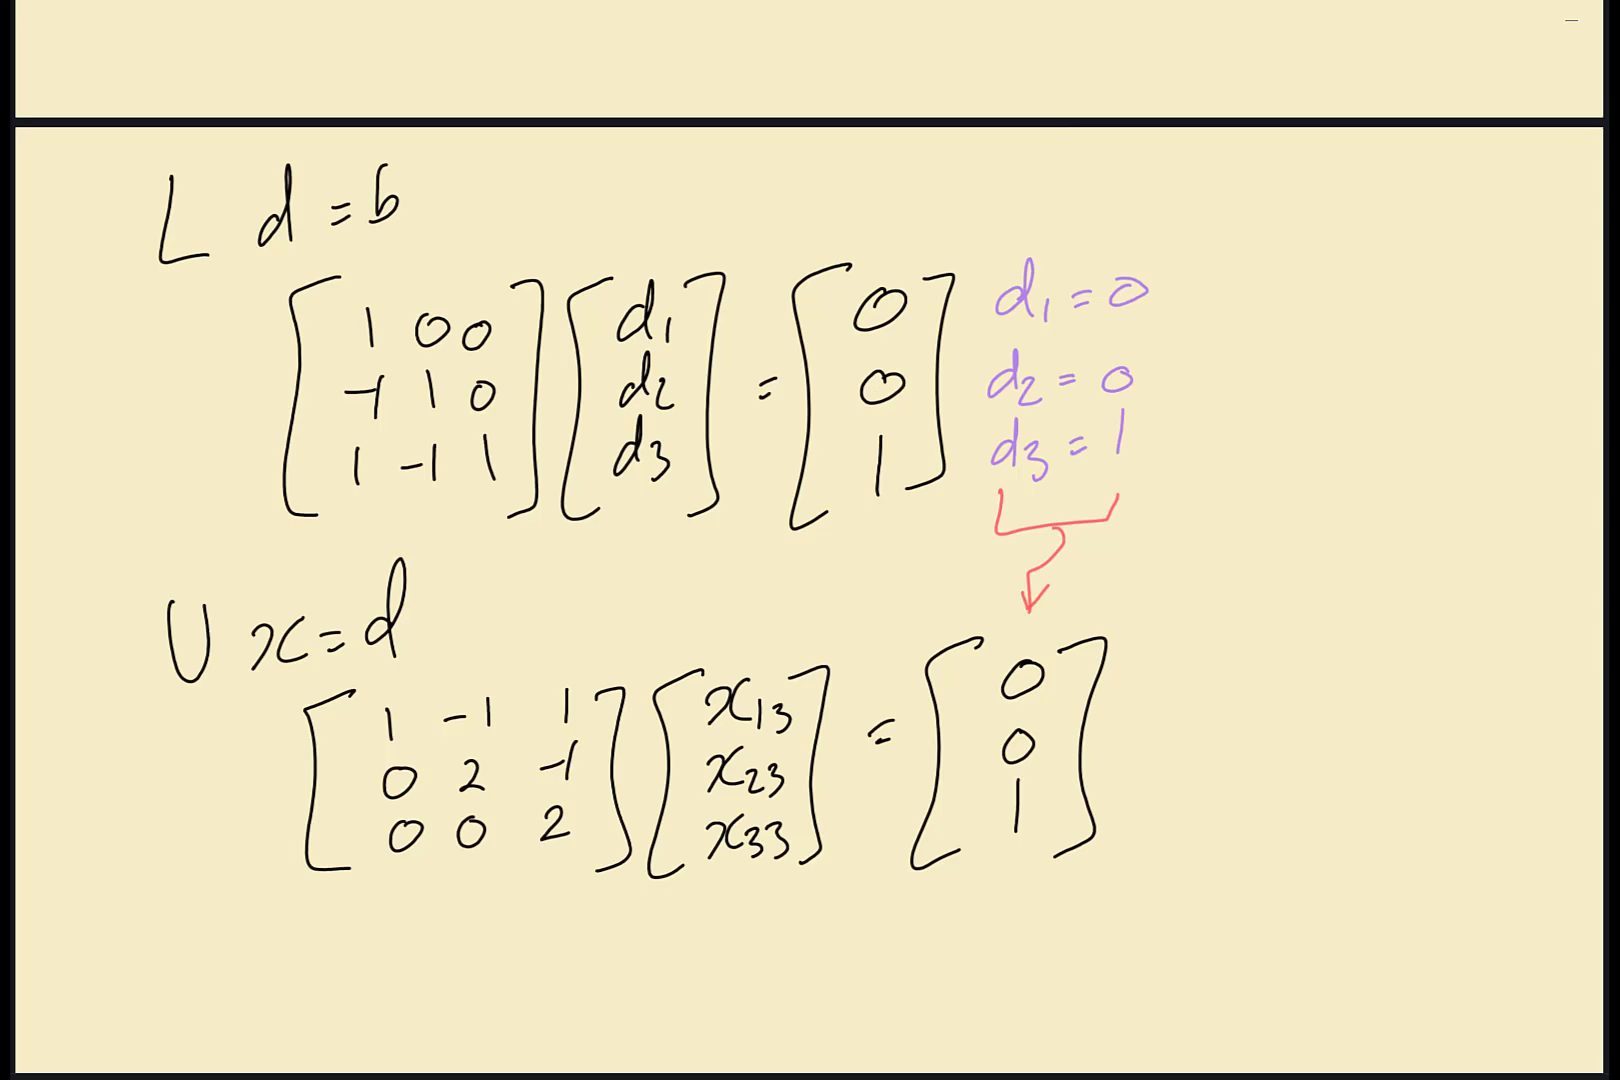 L d = b
[1 0 0] [d1] = [0] d1 = 0
[-1 1 0] [d2] = [0] d2 = 0
[1 -1 1] [d3] = [1] d3 = 1
U x = d
[1 -1 1] [x13] = [0]
[0 2 -1] [x23] = [0]
[0 0 2] [x33] = [1]